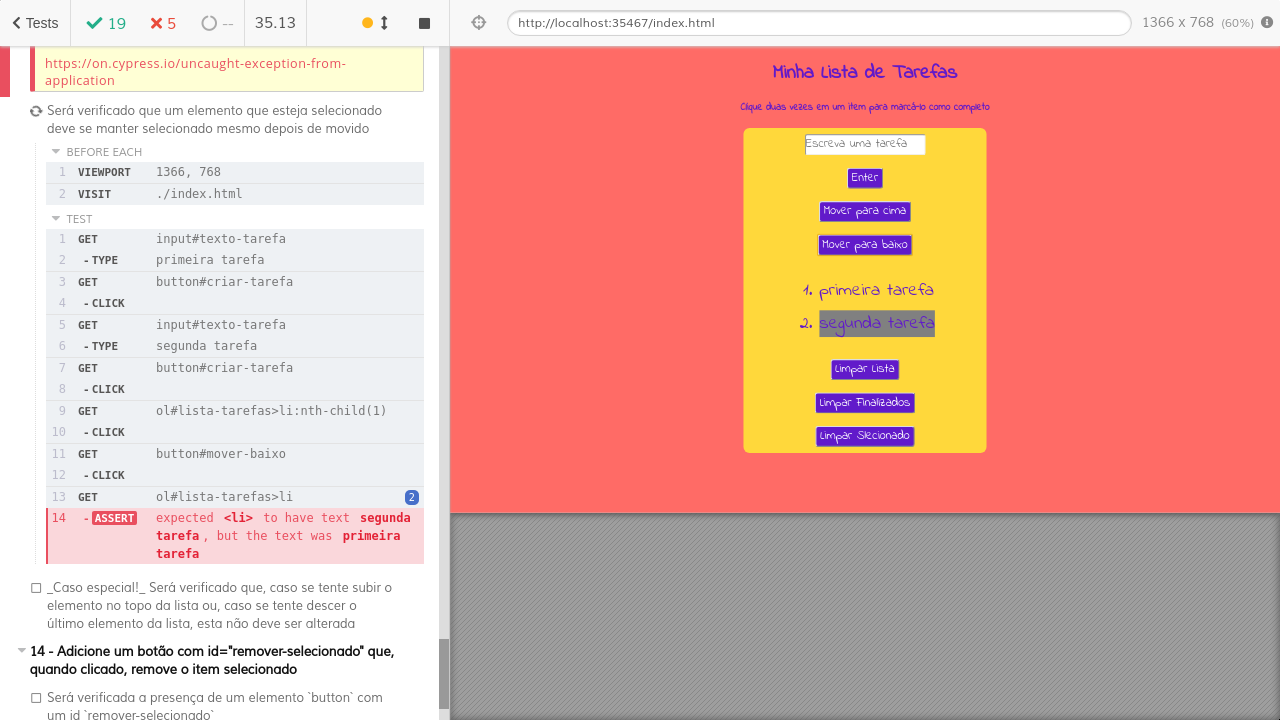 Tests
19
5
--
35.13
http://localhost:35467/index.html
1366 x 768 (60%)
https://on.cypress.io/uncaught-exception-from-
application
Será verificado que um elemento que esteja selecionado
deve se manter selecionado mesmo depois de movido
BEFORE EACH
1 VIEWPORT 1366, 768
2 VISIT ./index.html
TEST
1 GET input#texto-tarefa
2 - TYPE primeira tarefa
3 GET button#criar-tarefa
4 - CLICK
5 GET input#texto-tarefa
6 - TYPE segunda tarefa
7 GET button#criar-tarefa
8 - CLICK
9 GET ol#lista-tarefas>li:nth-child(1)
10 - CLICK
11 GET button#mover-baixo
12 - CLICK
13 GET ol#lista-tarefas>li 2
14 - ASSERT expected <li> to have text segunda
tarefa, but the text was primeira
tarefa
_Caso especial!_ Será verificado que, caso se tente subir o
elemento no topo da lista ou, caso se tente descer o
último elemento da lista, esta não deve ser alterada
14 - Adicione um botão com id="remover-selecionado" que,
quando clicado, remove o item selecionado
Será verificada a presença de um elemento `button` com
um id `remover-selecionado`
Minha Lista de Tarefas
Clique duas vezes em um item para marcá-lo como completo
Escreva uma tarefa
Enter
Mover para cima
Mover para baixo
1. primeira tarefa
2. segunda tarefa
Limpar Lista
Limpar Finalizados
Limpar Slecionado